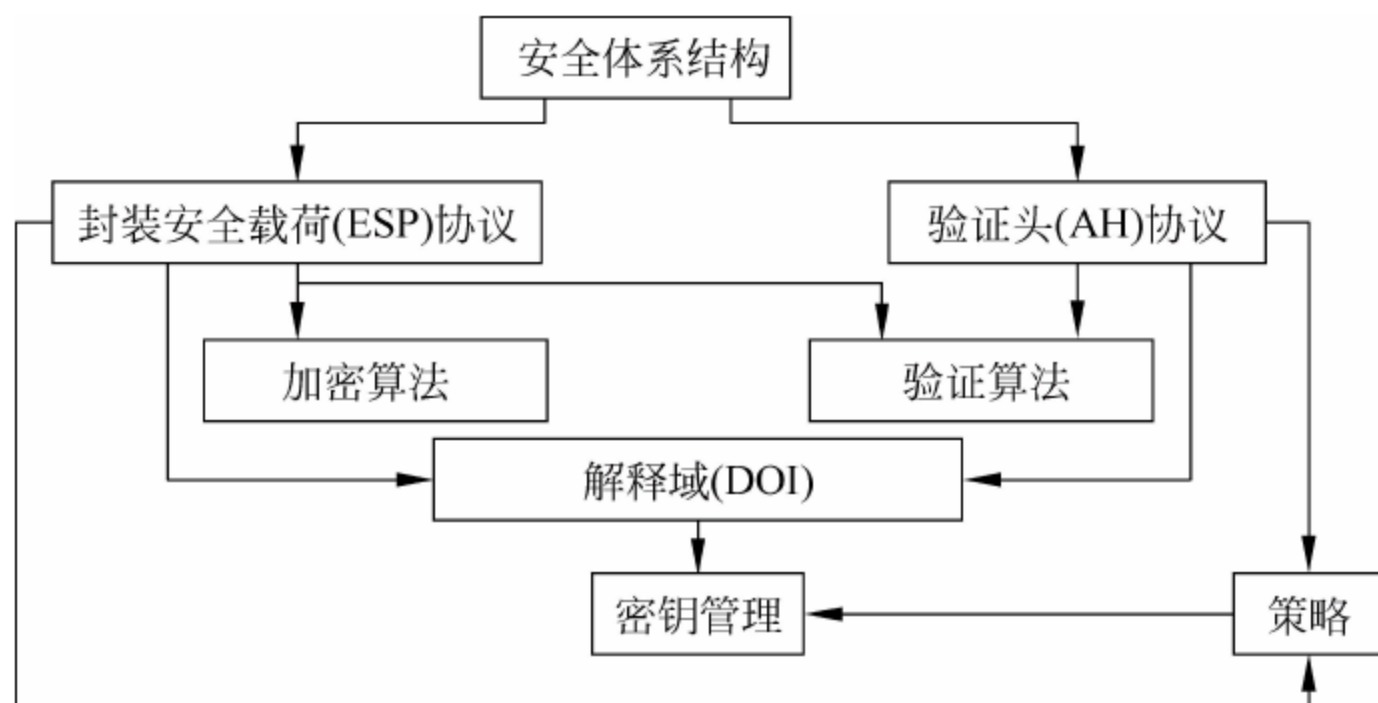 安全体系结构
封装安全载荷(ESP)协议
验证头(AH)协议
加密算法
验证算法
解释域(DOI)
密钥管理
策略